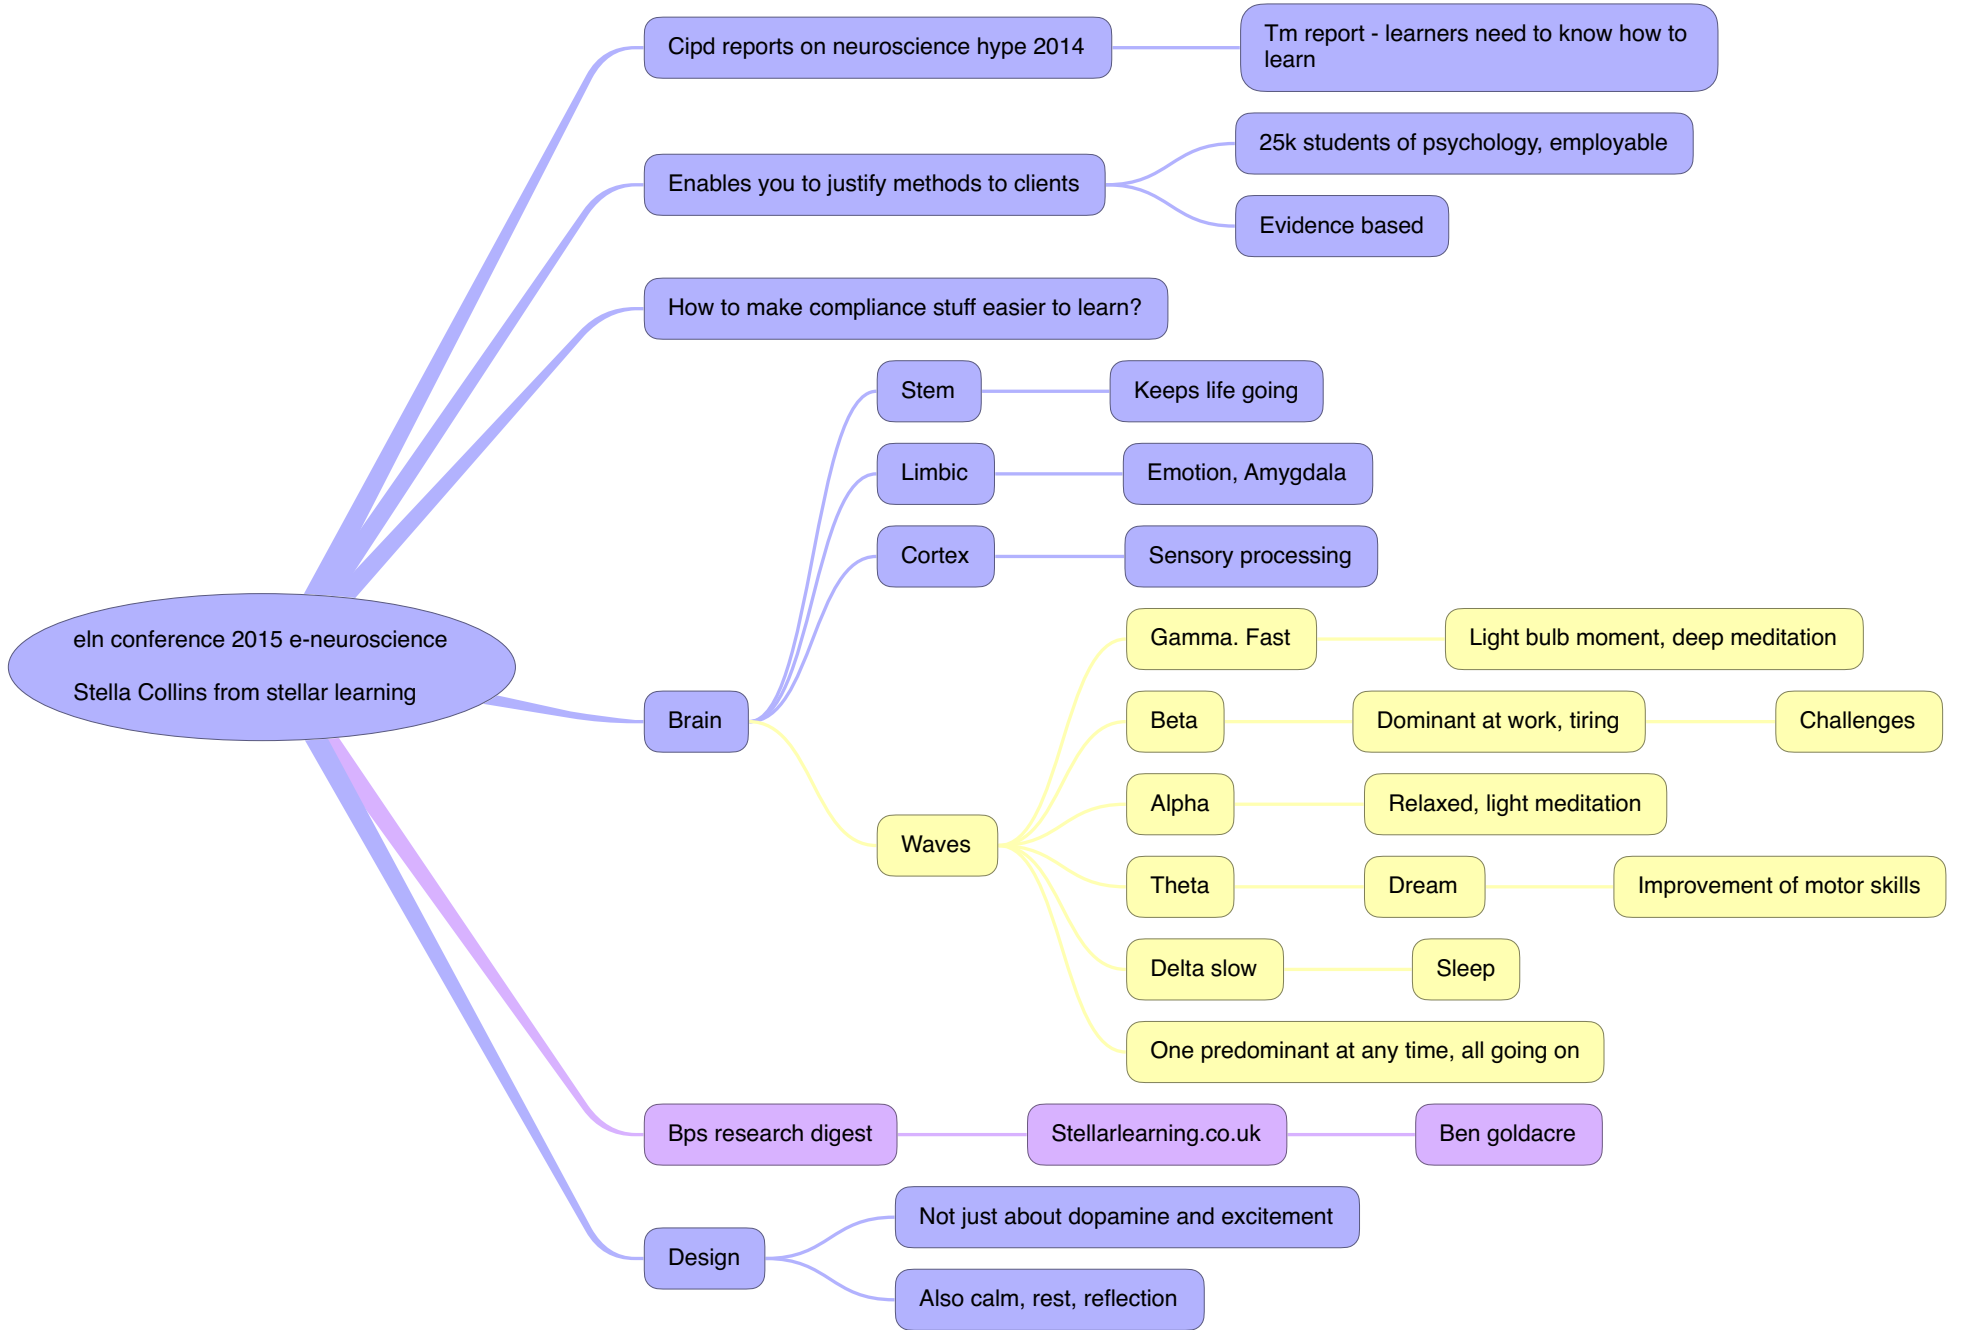 Cipd reports on neuroscience hype 2014
Tm report - learners need to know how to
learn
Enables you to justify methods to clients
25k students of psychology, employable
Evidence based
How to make compliance stuff easier to learn?
eln conference 2015 e-neuroscience
Stella Collins from stellar learning
Brain
Stem
Keeps life going
Limbic
Emotion, Amygdala
Cortex
Sensory processing
Waves
Gamma. Fast
Light bulb moment, deep meditation
Beta
Dominant at work, tiring
Challenges
Alpha
Relaxed, light meditation
Theta
Dream
Improvement of motor skills
Delta slow
Sleep
One predominant at any time, all going on
Bps research digest
Stellarlearning.co.uk
Ben goldacre
Design
Not just about dopamine and excitement
Also calm, rest, reflection